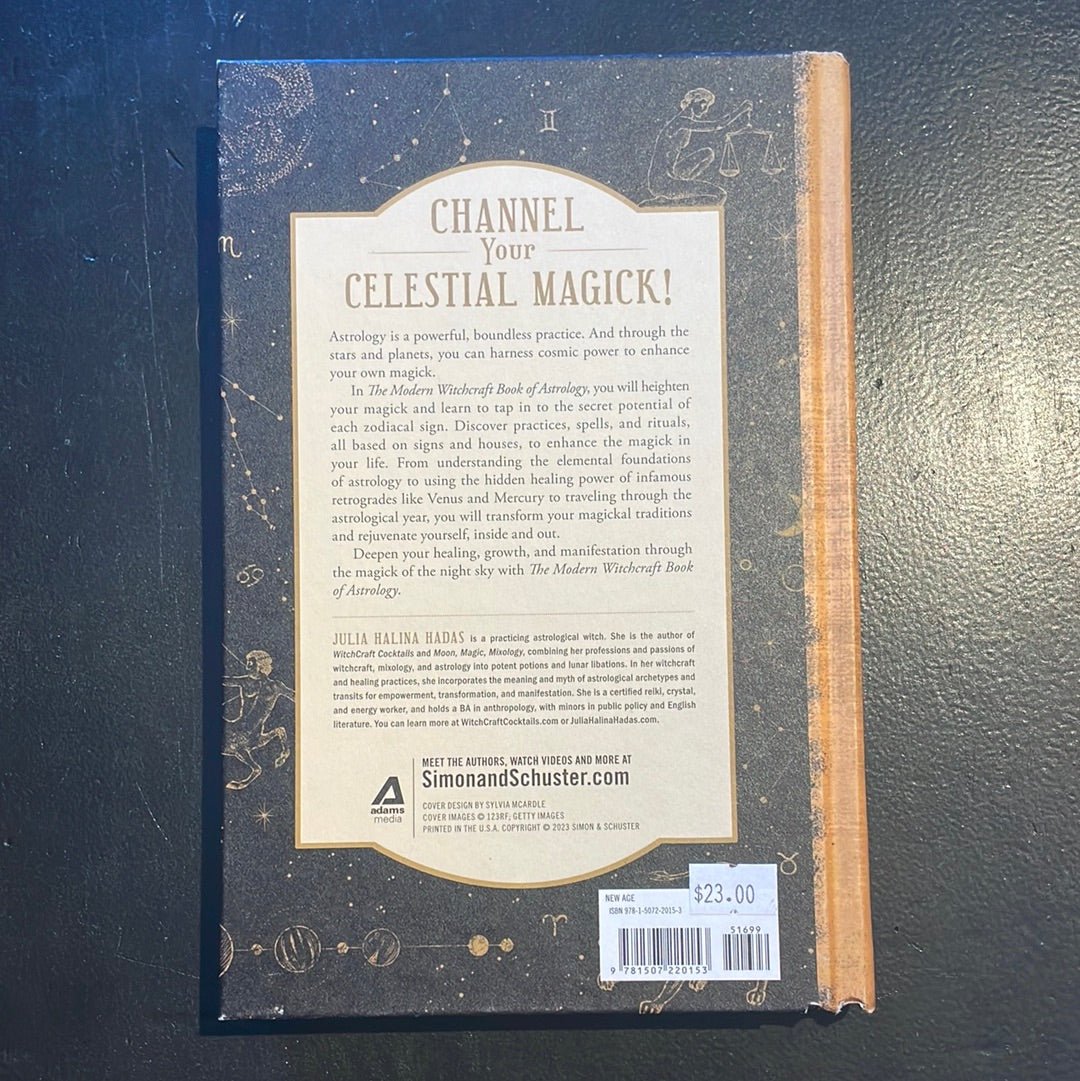 CHANNEL
Your
CELESTIAL MAGICK!
Astrology is a powerful, boundless practice. And through the
stars and planets, you can harness cosmic power to enhance
your own magick.
In The Modern Witchcraft Book of Astrology, you will heighten
your magick and learn to tap in to the secret potential of
each zodiacal sign. Discover practices, spells, and rituals,
all based on signs and houses, to enhance the magick in
your life. From understanding the elemental foundations
of astrology to using the hidden healing power of infamous
retrogrades like Venus and Mercury to traveling through the
astrological year, you will transform your magickal traditions
and rejuvenate yourself, inside and out.
Deepen your healing, growth, and manifestation through
the magick of the night sky with The Modern Witchcraft Book
of Astrology.
JULIA HALINA HADAS is a practicing astrological witch. She is the author of
WitchCraft Cocktails and Moon, Magic, Mixology, combining her professions and passions of
witchcraft, mixology, and astrology into potent potions and lunar libations. In her witchcraft
and healing practices, she incorporates the meaning and myth of astrological archetypes and
transits for empowerment, transformation, and manifestation. She is a certified reiki, crystal,
and energy worker, and holds a BA in anthropology, with minors in public policy and English
literature. You can learn more at WitchCraftCocktails.com or JuliaHalinaHadas.com.
adams
media
MEET THE AUTHORS, WATCH VIDEOS AND MORE AT
SimonandSchuster.com
COVER DESIGN BY SYLVIA MCARDLE
COVER IMAGES © 123RF; GETTY IMAGES
PRINTED IN THE U.S.A. COPYRIGHT © 2023 SIMON & SCHUSTER
$23.00
NEW AGE
ISBN 978-1-5072-2015-3
51699
9 781507 220153